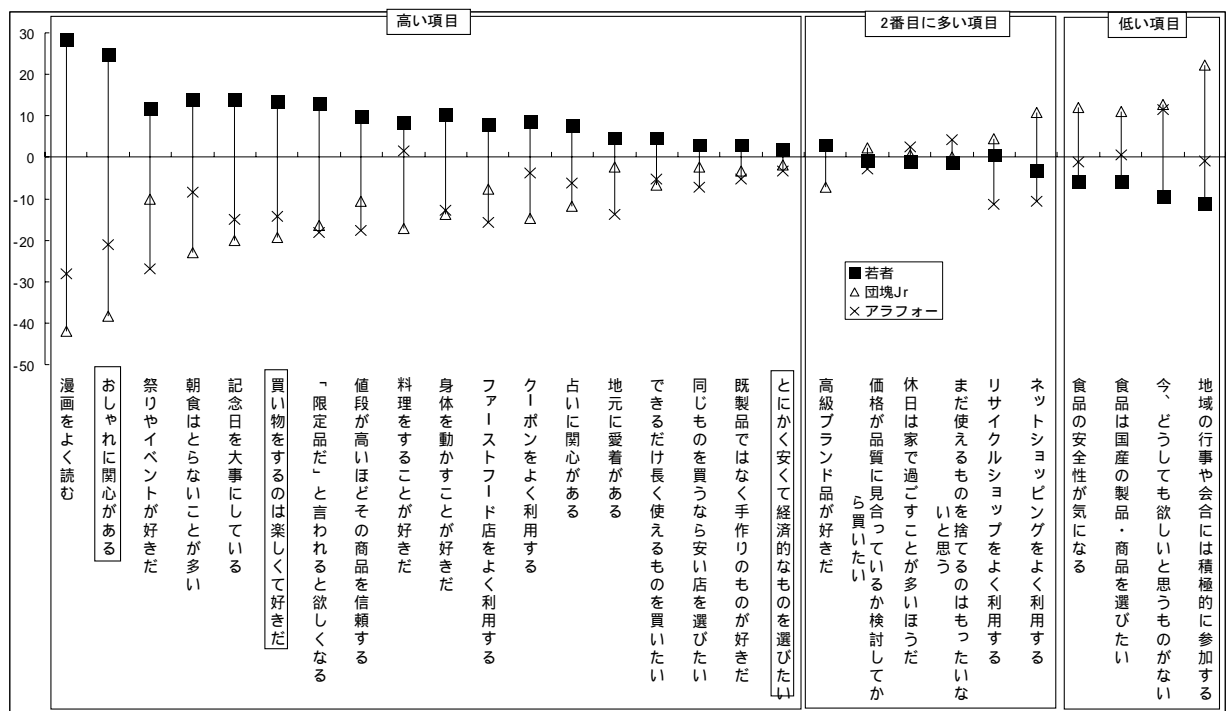 高い項目
2番目に多い項目
低い項目
30
20
10
0
-10
-20
-30
-40
-50
若者
団塊Jr
アラフォー
漫画をよく読む
おしゃれに関心がある
祭りやイベントが好きだ
朝食はとらないことが多い
記念日を大事にしている
買い物をするのは楽しくて好きだ
「限定品だ」と言われると欲しくなる
値段が高いほどその商品を信頼する
料理をすることが好きだ
身体を動かすことが好きだ
ファーストフード店をよく利用する
クーポンをよく利用する
占いに関心がある
地元に愛着がある
できるだけ長く使えるものを買いたい
同じものを買うなら安い店を選びたい
既製品ではなく手作りのものが好きだ
とにかく安くて経済的なものを選びたい
高級ブランド品が好きだ
価格が品質に見合っているか検討してか
ら買いたい
休日は家で過ごすことが多いほうだ
まだ使えるものを捨てるのはもったいな
いと思う
リサイクルショップをよく利用する
ネットショッピングをよく利用する
食品の安全性が気になる
食品は国産の製品・商品を選びたい
今、どうしても欲しいと思うものがない
地域の行事や会合には積極的に参加する